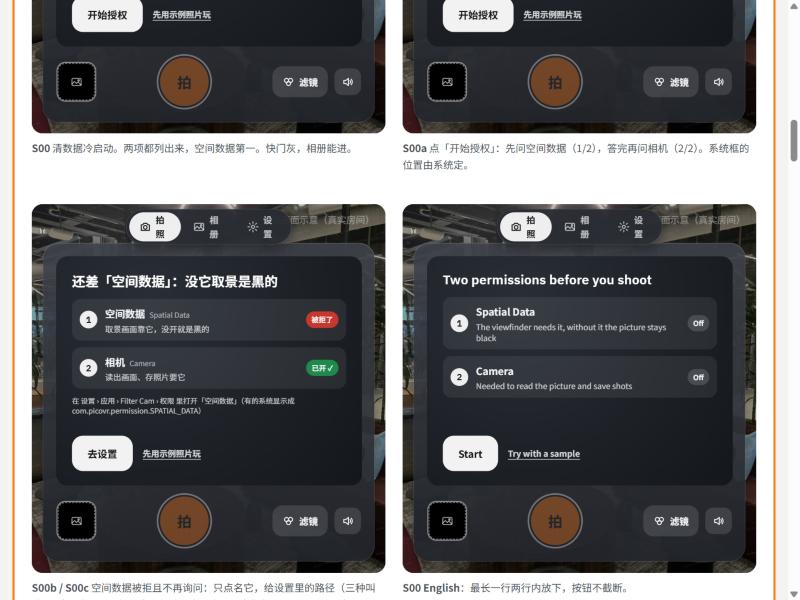 开始授权 先用示例照片玩
开始授权 先用示例照片玩
拍 滤镜
拍 滤镜
S00 清数据冷启动。两项都列出来，空间数据第一。快门灰，相册能进。
S00a 点「开始授权」：先问空间数据（1/2），答完再问相机（2/2）。系统框的
位置由系统定。
拍
照
相
册
设
置
面示意（真实房间）
还差「空间数据」：没它取景是黑的
1 空间数据 Spatial Data
取景画面靠它，没开就是黑的
被拒了
2 相机 Camera
读出画面、存照片要它
已开 ✓
在 设置 › 应用 › Filter Cam › 权限 里打开「空间数据」（有的系统显示成
com.picovr.permission.SPATIAL_DATA）
去设置 先用示例照片玩
拍 滤镜
S00b / S00c 空间数据被拒且不再询问：只点名它，给设置里的路径（三种叫
拍
照
相
册
设
置
面示意（真实房间）
Two permissions before you shoot
1 Spatial Data
The viewfinder needs it, without it the picture stays
black
Off
2 Camera
Needed to read the picture and save shots
Off
Start Try with a sample
拍 滤镜
S00 English：最长一行两行内放下，按钮不截断。